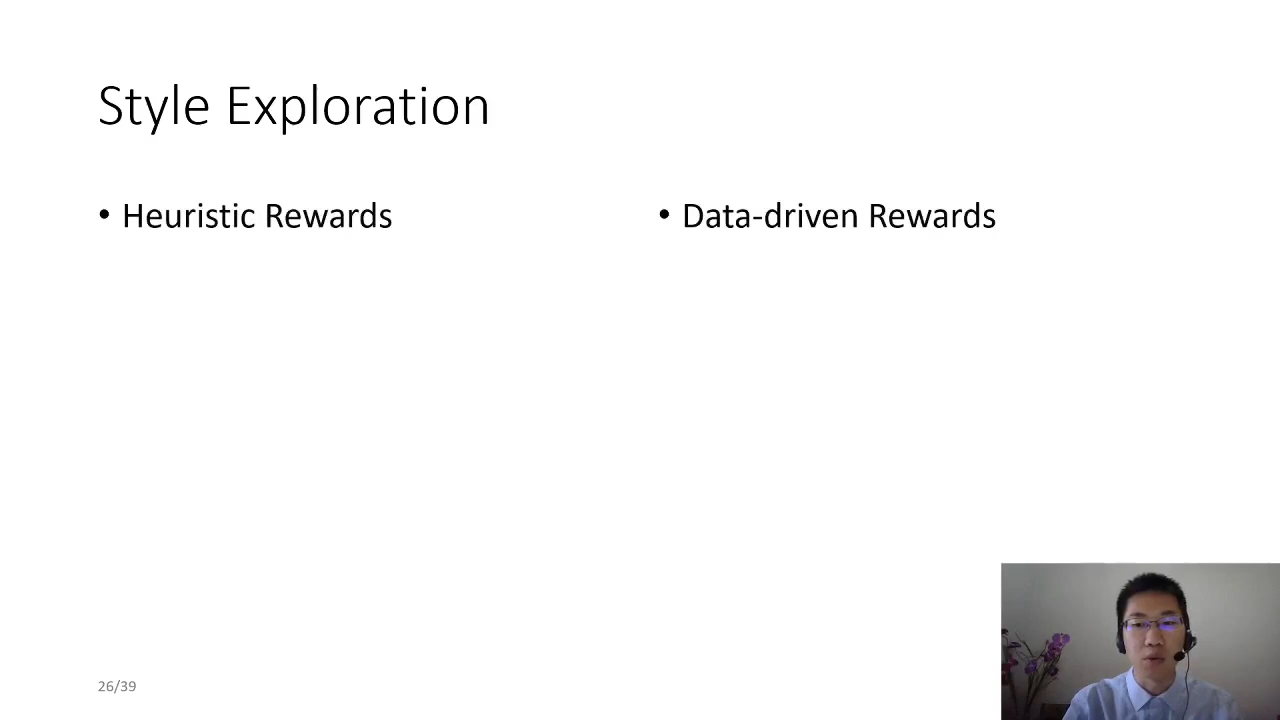 Style Exploration
• Heuristic Rewards
• Data-driven Rewards
26/39